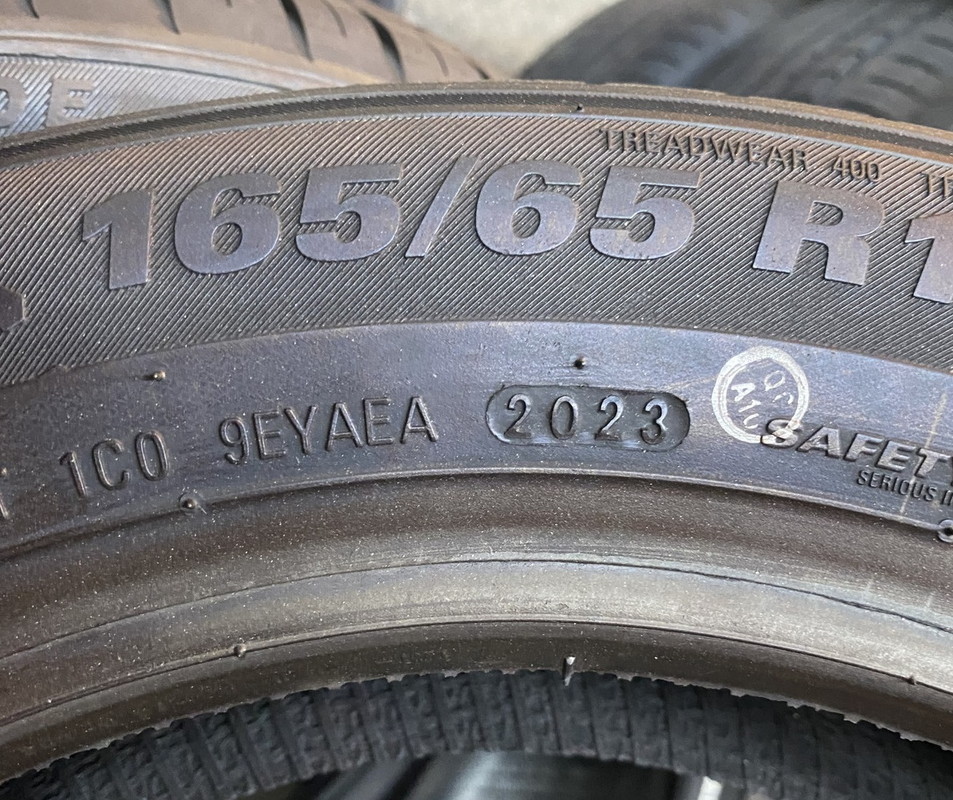 TREADWEAR 400
165/65 R1
1C0 9EYAEA 2023
SAFETY
SERIOUS